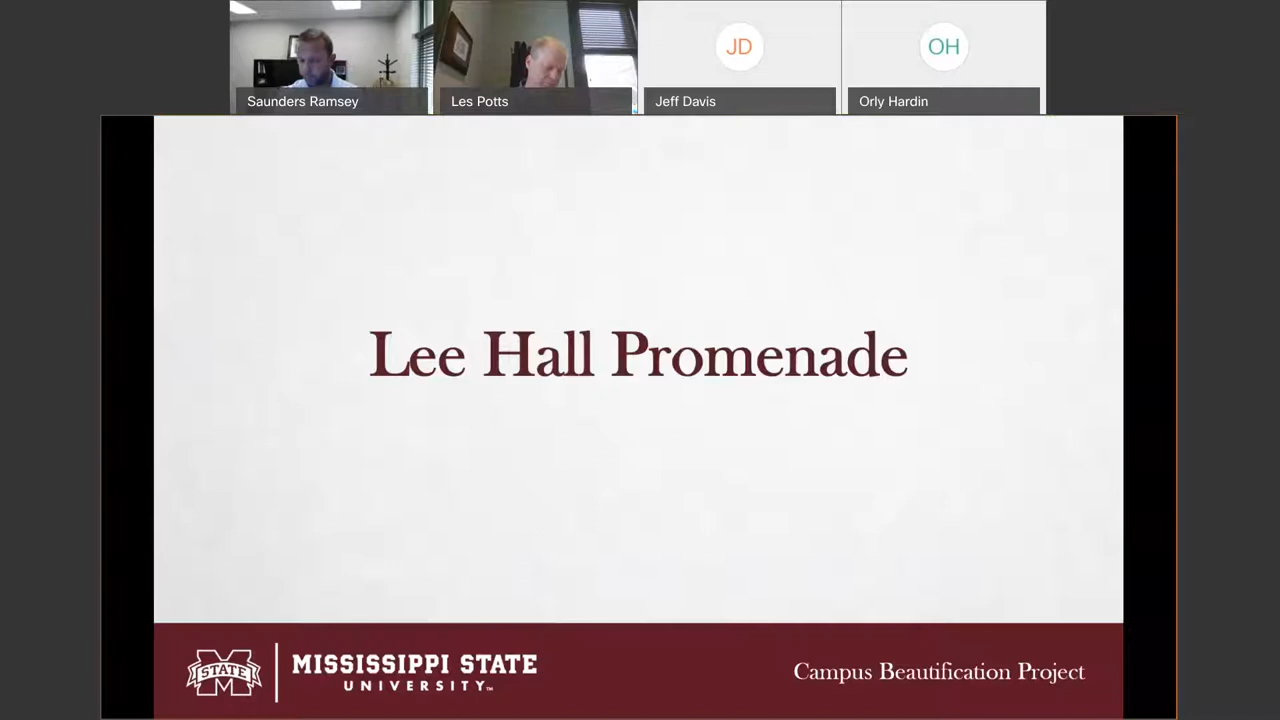 JD
OH
Saunders Ramsey
Les Potts
Jeff Davis
Orly Hardin
Lee Hall Promenade
STATE
MISSISSIPPI STATE
UNIVERSITY™
Campus Beautification Project